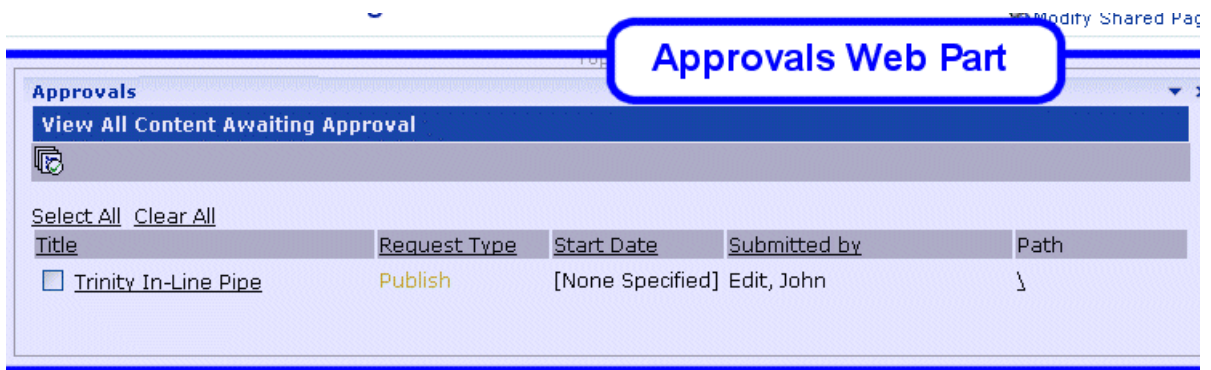 Modify Shared Pag
Approvals Web Part
Approvals
View All Content Awaiting Approval
Select All Clear All
Title Request Type Start Date Submitted by Path
Trinity In-Line Pipe Publish [None Specified] Edit, John \